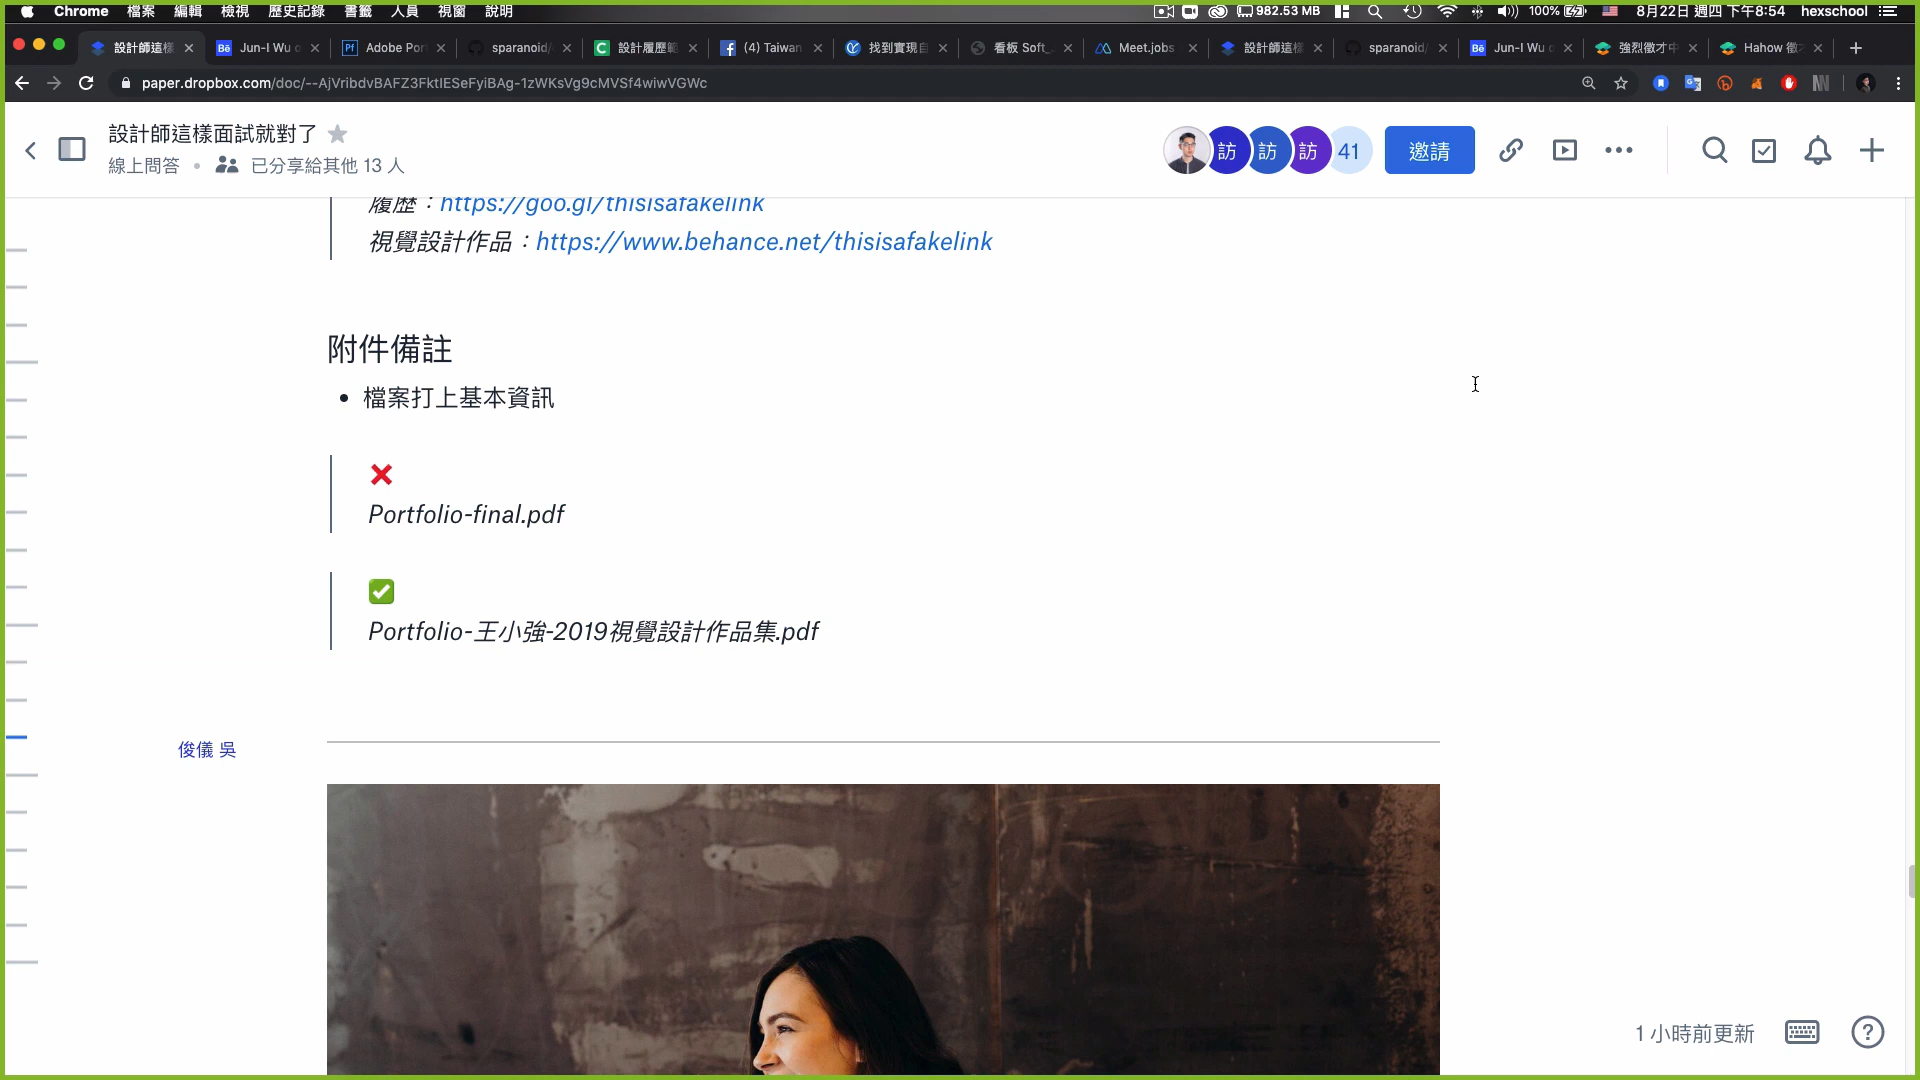 Chrome 檔案 編輯 檢視 歷史記錄 書籤 人員 視窗 說明 982.53 MB 100% 8月22日 週四 下午8:54 hexschool
設計師這樣 Jun-I Wu Adobe Por sparanoid/ 設計履歷範 (4) Taiwan 找到實現自 看板 Soft_ Meet.jobs 設計師這樣 sparanoid/ Jun-I Wu 強烈徵才中 Hahow 徵
paper.dropbox.com/doc/--AjVribdvBAFZ3FktIESeFyiBAg-1zWKsVg9cMVSf4wiwVGWc
設計師這樣面試就對了
訪 訪 訪 41 邀請
線上問答 • 已分享給其他 13 人
履歷：https://goo.gl/thisisafakelink
視覺設計作品：https://www.behance.net/thisisafakelink
附件備註
• 檔案打上基本資訊
Portfolio-final.pdf
Portfolio-王小強-2019視覺設計作品集.pdf
俊儀 吳
1 小時前更新